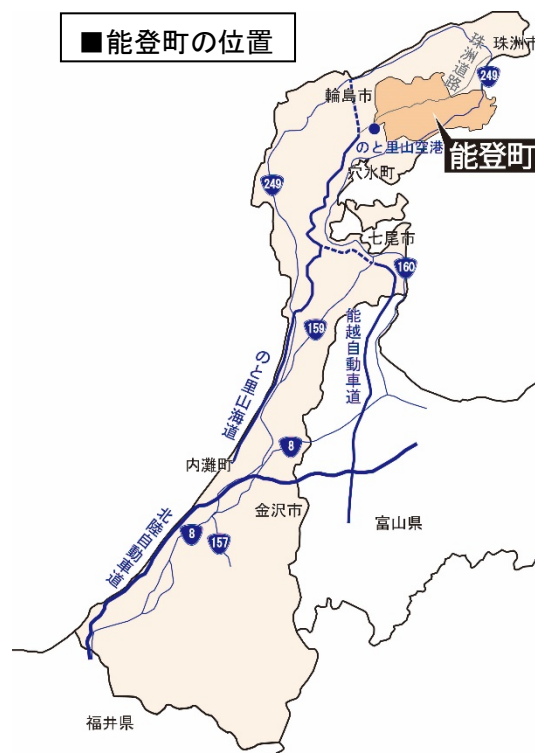 ■能登町の位置
珠洲市
珠洲道路
249
輪島市
のと里山空港
能登町
穴水町
249
七尾市
160
159
能越自動車道
のと里山海道
8
内灘町
金沢市
富山県
北陸自動車道
8
157
福井県